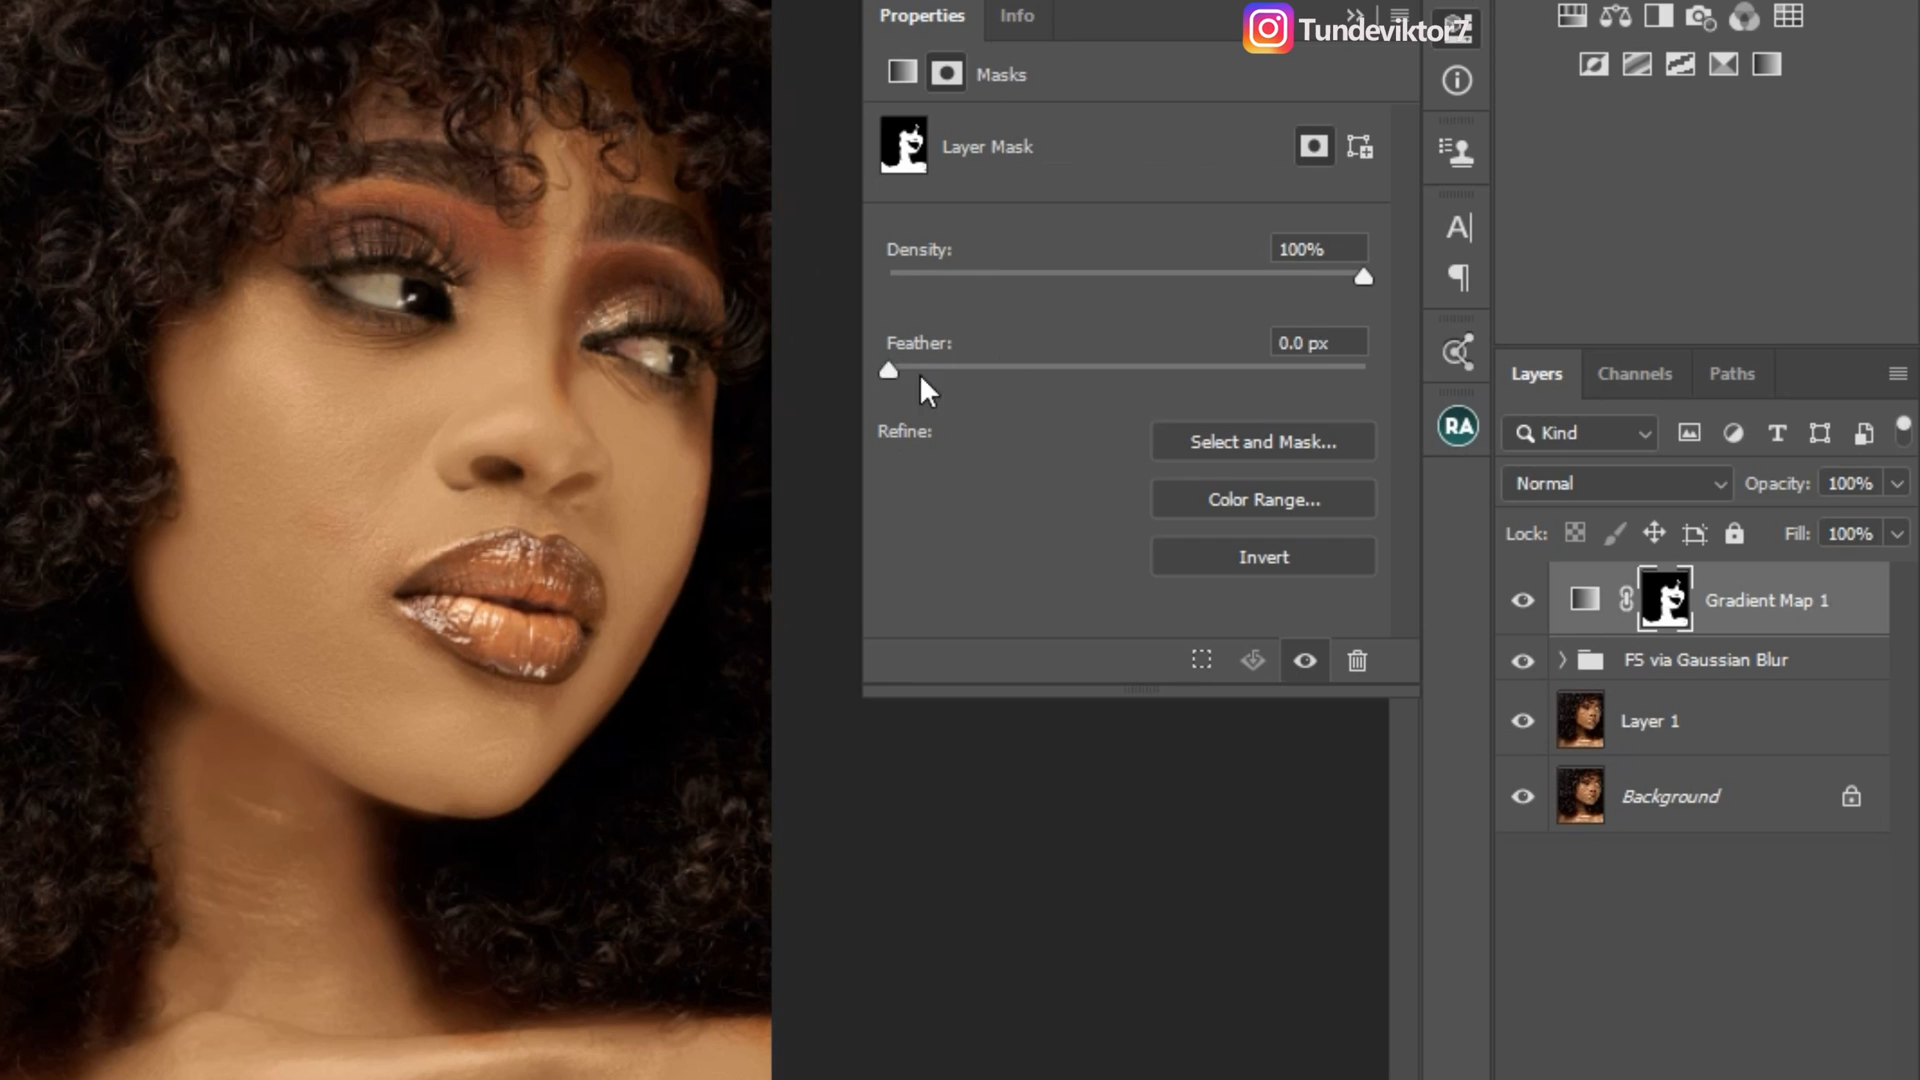 Properties
Info
Tundeviktor7
Masks
Layer Mask
Density:
100%
Feather:
0.0 px
Refine:
Select and Mask...
Color Range...
Invert
A|
RA
Layers
Channels
Paths
Kind
T
Normal
Opacity:
100%
Lock:
Fill:
100%
Gradient Map 1
FS via Gaussian Blur
Layer 1
Background